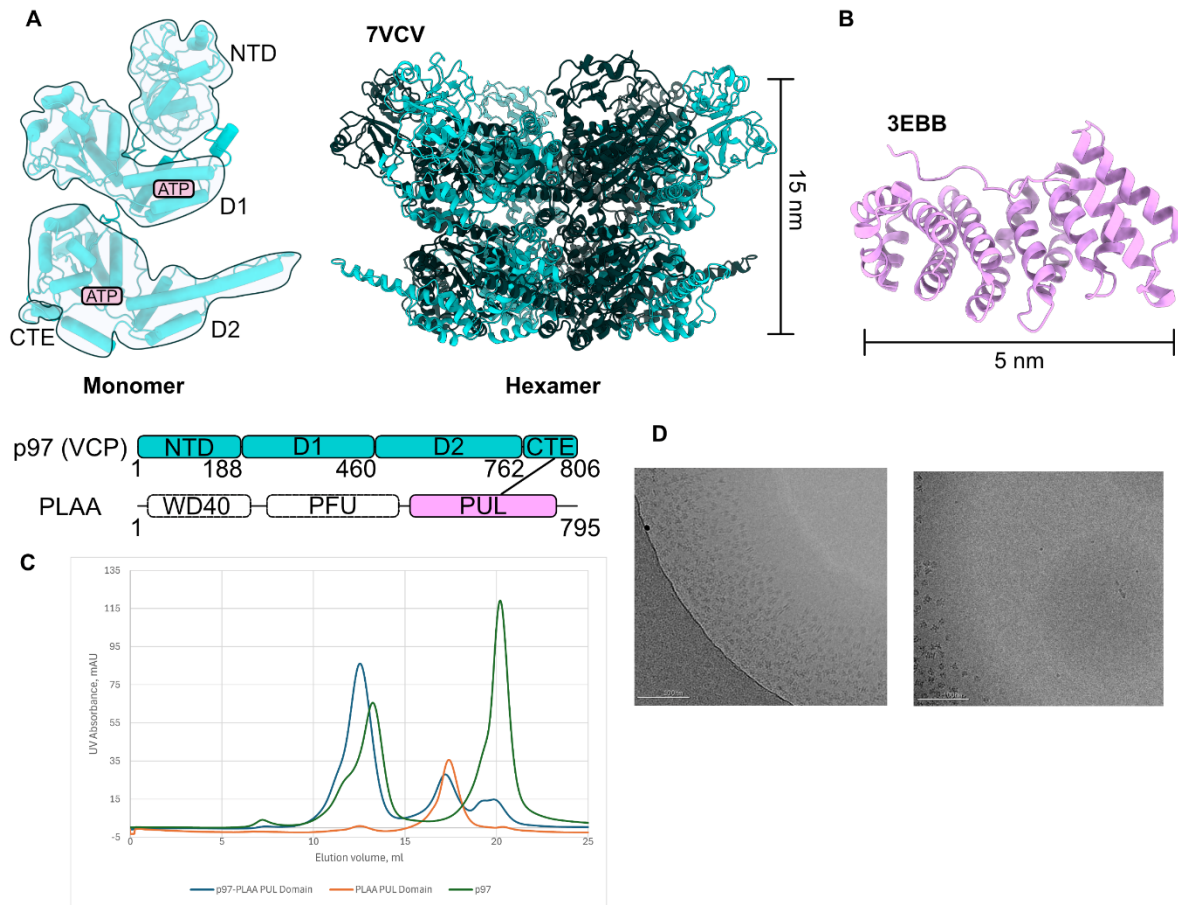 A
NTD
ATP
D1
ATP
CTE
D2
Monomer
7VCV
15 nm
Hexamer
B
3EBB
5 nm
p97 (VCP)
NTD D1 D2 CTE
1 188 460 762 806
PLAA
WD40 PFU PUL
1 795
C
UV Absorbance, mAU
135
115
95
75
55
35
15
-5
0 5 10 15 20 25
Elution volume, ml
p97-PLAA PUL Domain PLAA PUL Domain p97
D
100nm